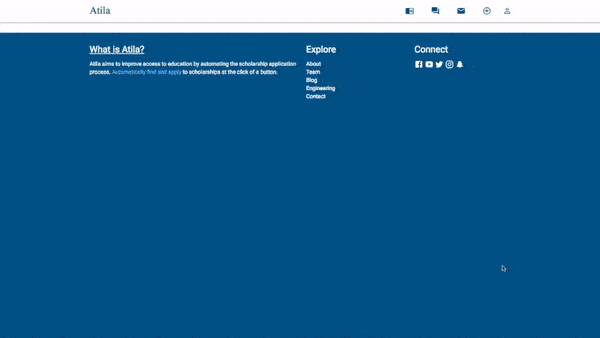 Atila
What is Atila?
Atila aims to improve access to education by automating the scholarship application
process. Automatically find and apply to scholarships at the click of a button.
Explore
About
Team
Blog
Engineering
Contact
Connect